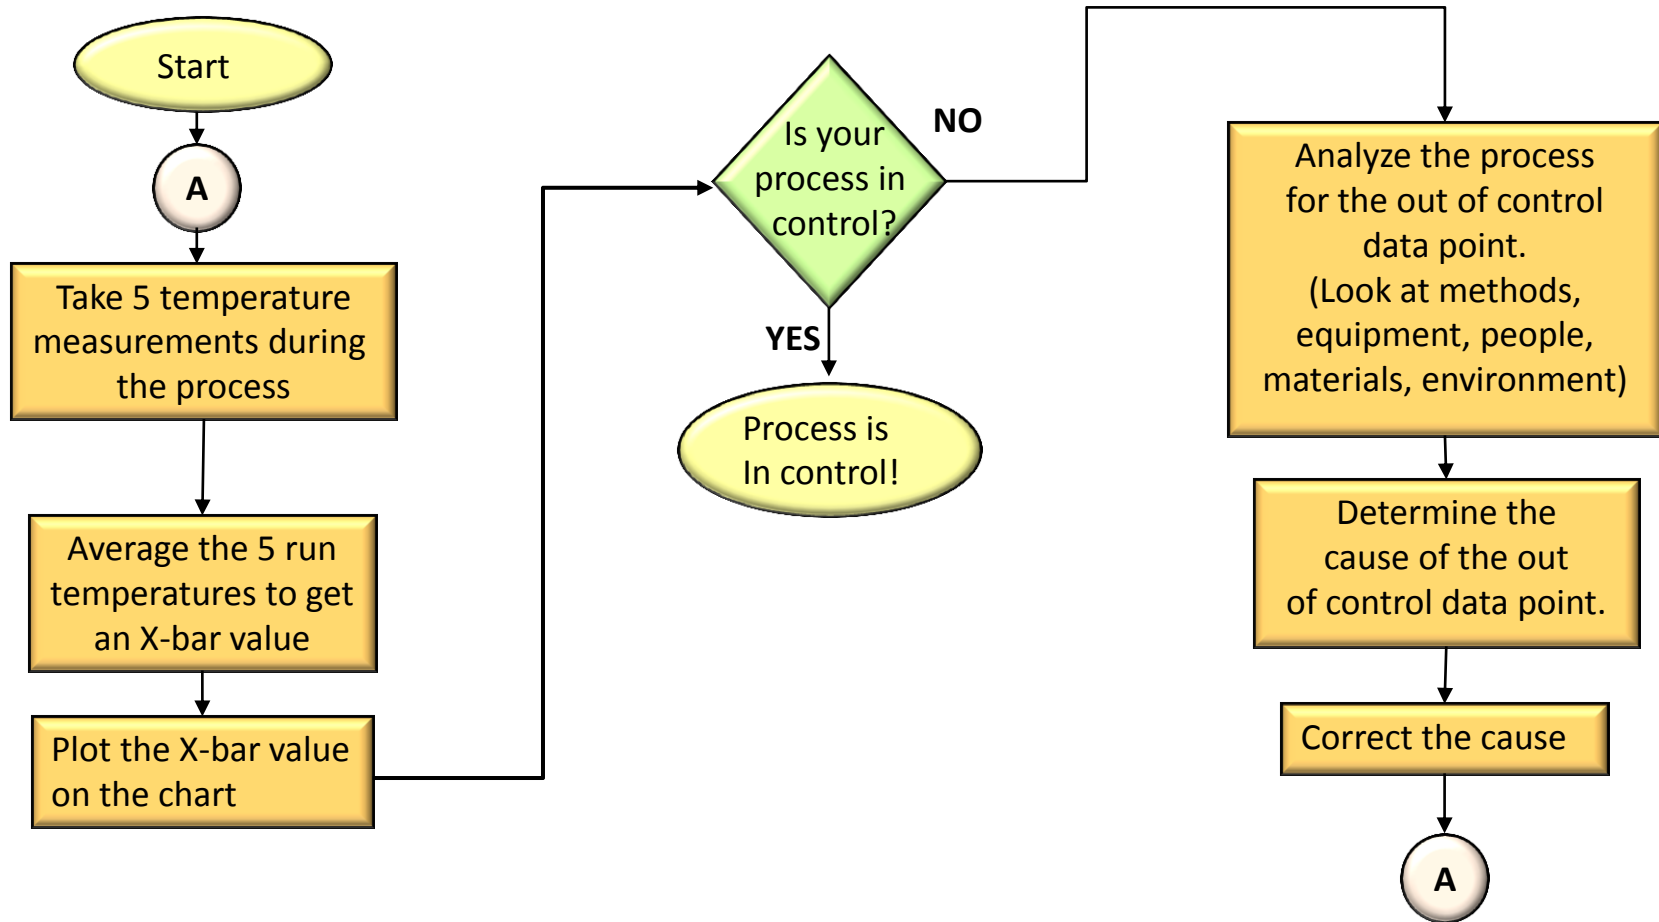 Start
A
Take 5 temperature
measurements during
the process
Average the 5 run
temperatures to get
an X-bar value
Plot the X-bar value
on the chart
Is your
process in
control?
NO
YES
Process is
In control!
Analyze the process
for the out of control
data point.
(Look at methods,
equipment, people,
materials, environment)
Determine the
cause of the out
of control data point.
Correct the cause
A